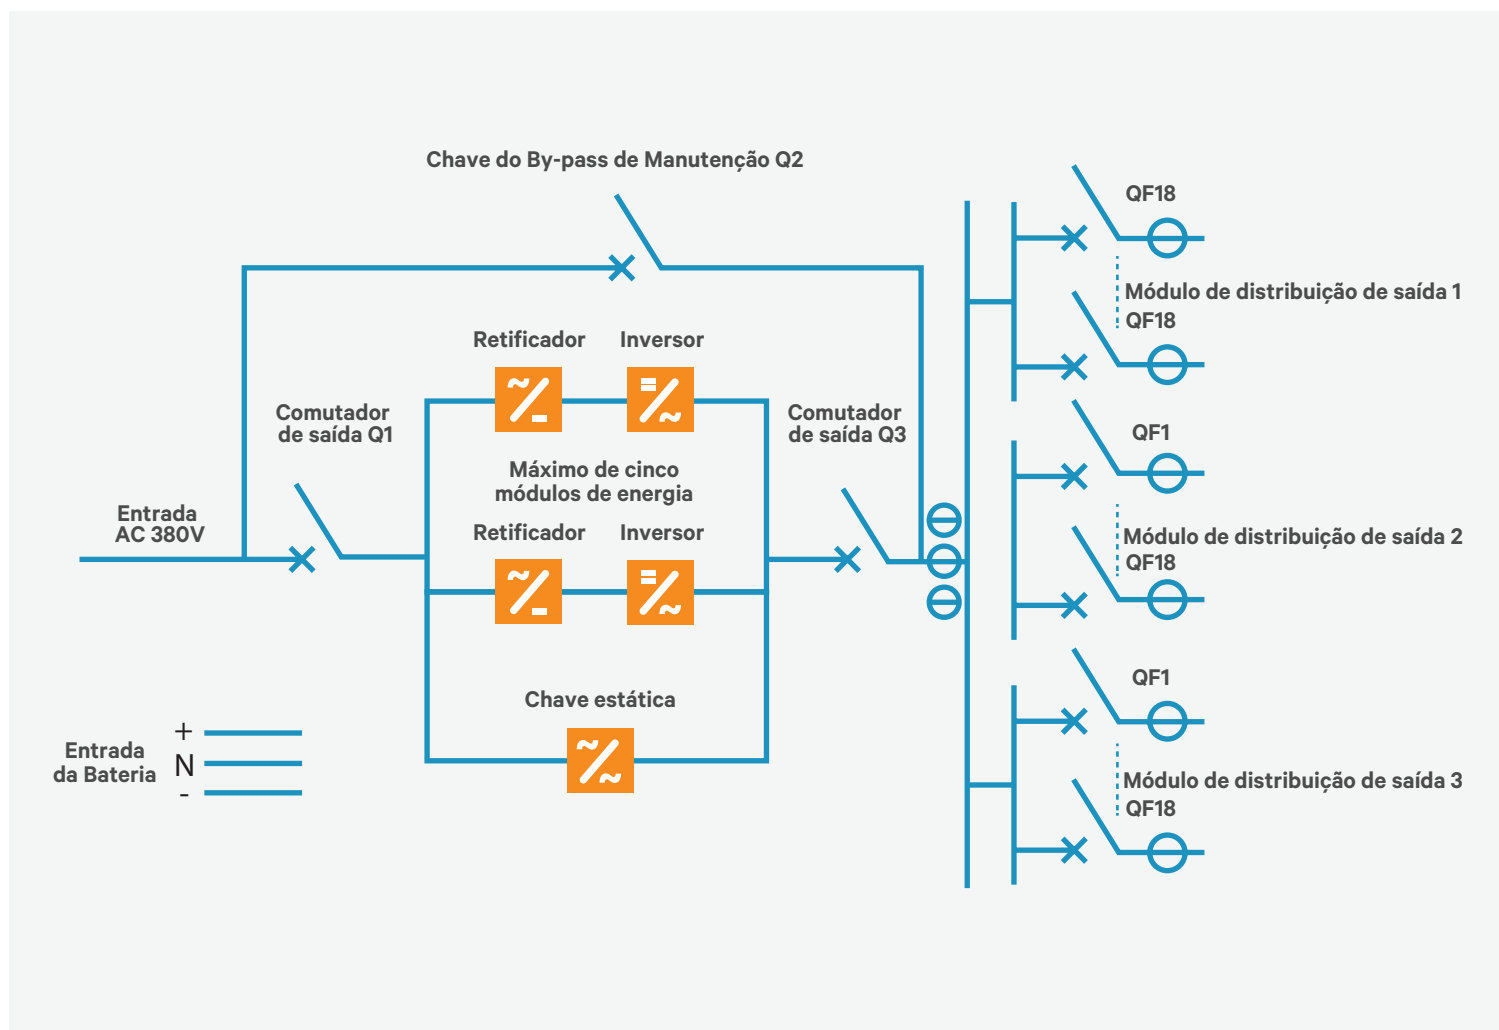 Chave do By-pass de Manutenção Q2
Retificador
Inversor
Comutador
de saída Q1
Máximo de cinco
módulos de energia
Comutador
de saída Q3
Retificador
Inversor
Entrada
AC 380V
Chave estática
Entrada
da Bateria
+
N
-
QF18
Módulo de distribuição de saída 1
QF18
QF1
Módulo de distribuição de saída 2
QF18
QF1
Módulo de distribuição de saída 3
QF18